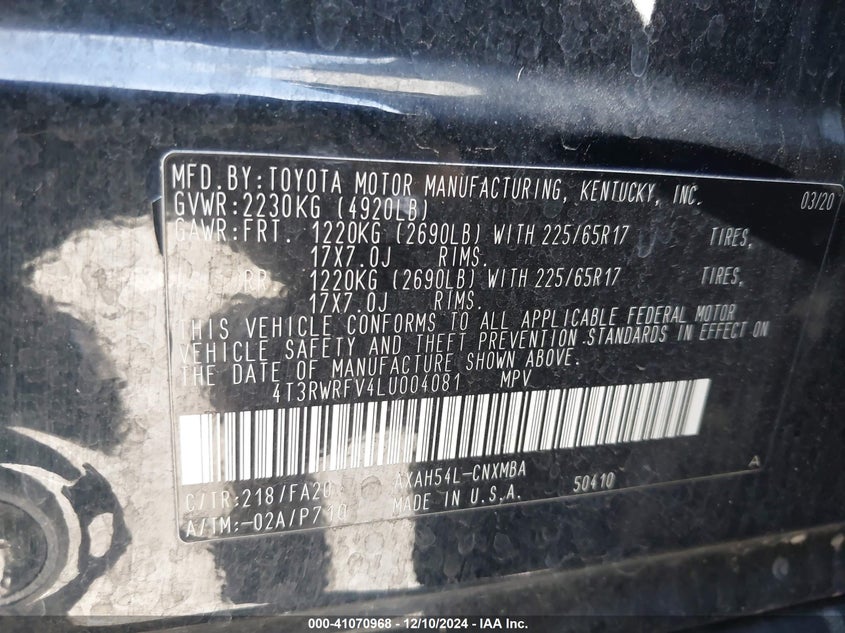 MFD.BY:TOYOTA MOTOR MANUFACTURING, KENTUCKY, INC. 03/20
GVWR:2230KG (4920LB)
GAWR:FRT. 1220KG (2690LB) WITH 225/65R17 TIRES,
17X7.0J RIMS.
RR. 1220KG (2690LB) WITH 225/65R17 TIRES,
17X7.0J RIMS.
THIS VEHICLE CONFORMS TO ALL APPLICABLE FEDERAL MOTOR
VEHICLE SAFETY AND THEFT PREVENTION STANDARDS IN EFFECT ON
THE DATE OF MANUFACTURE SHOWN ABOVE.
4T3RWRFV4LU004081 MPV
C/TR:218/FA20 AXAH54L-CNXMBA A
A/TM:-02A/P710 MADE IN U.S.A. 50410
000-41070968 - 12/10/2024 - IAA Inc.